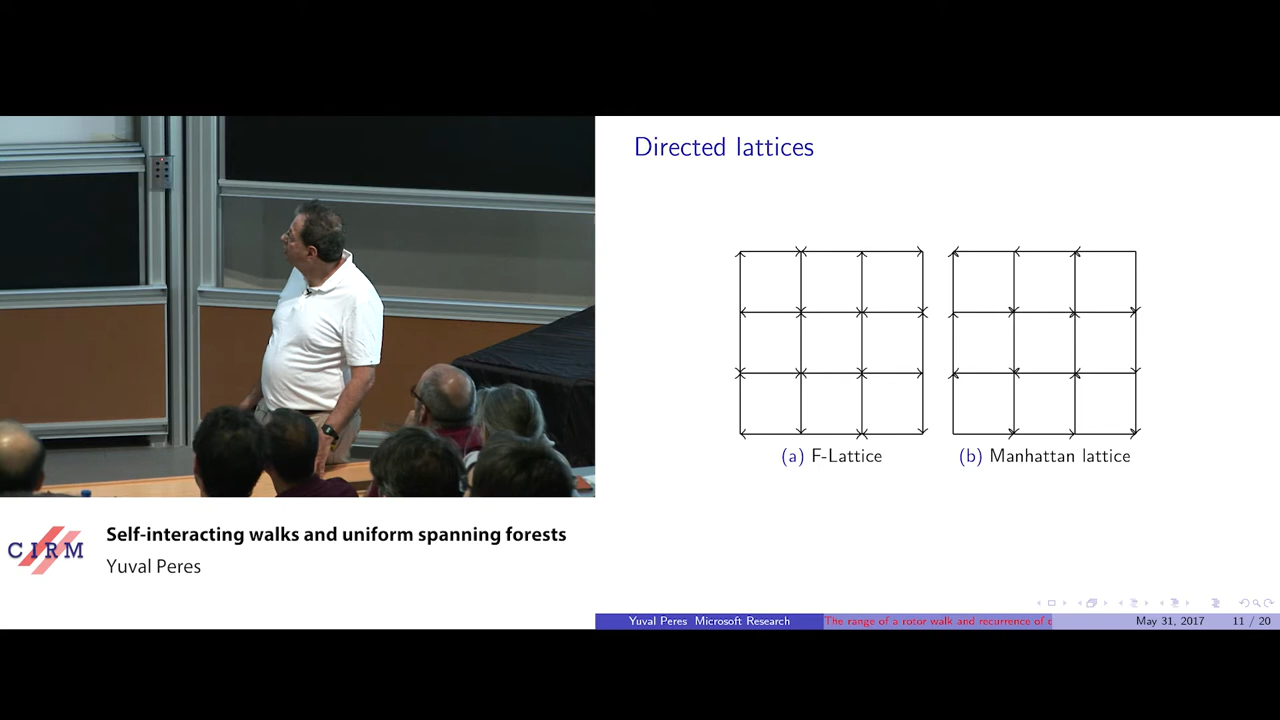 Directed lattices
(a) F-Lattice
(b) Manhattan lattice
CIRM
Self-interacting walks and uniform spanning forests
Yuval Peres
Yuval Peres Microsoft Research
The range of a rotor walk and recurrence of
May 31, 2017
11 / 20